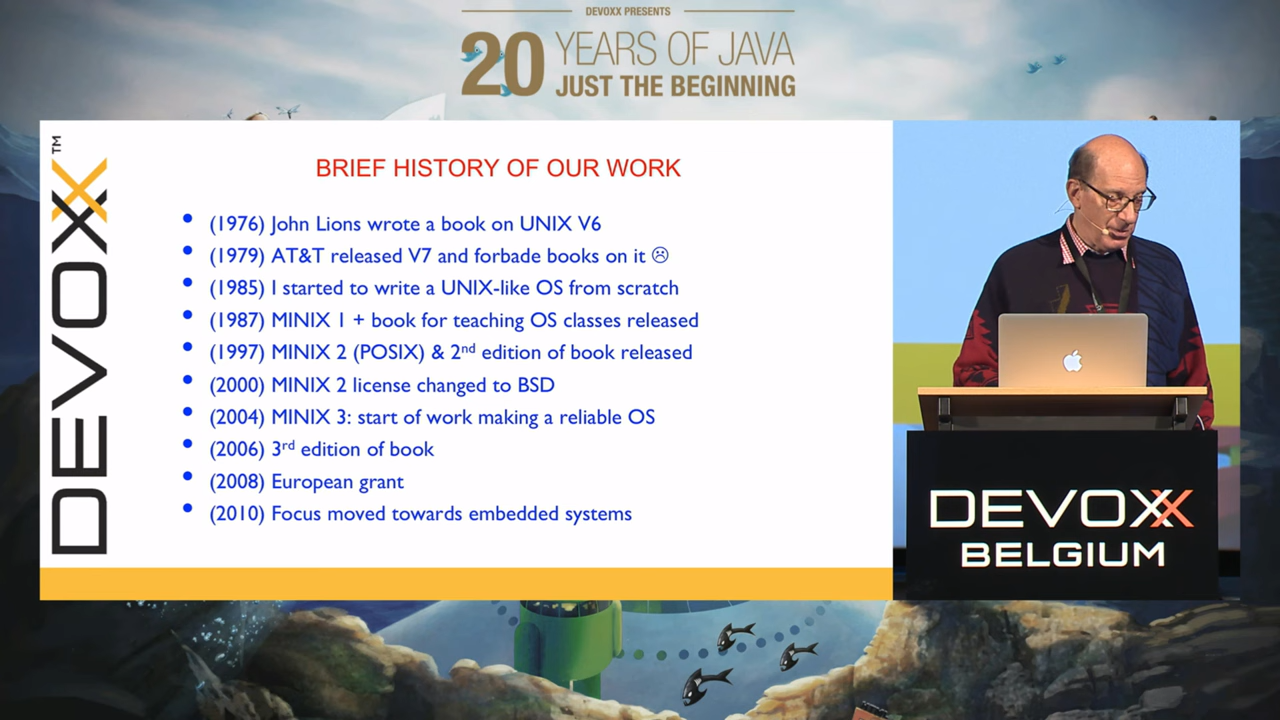 DEVOXX PRESENTS
20 YEARS OF JAVA
JUST THE BEGINNING
DEVOXX™
BRIEF HISTORY OF OUR WORK
• (1976) John Lions wrote a book on UNIX V6
• (1979) AT&T released V7 and forbade books on it ☹
• (1985) I started to write a UNIX-like OS from scratch
• (1987) MINIX 1 + book for teaching OS classes released
• (1997) MINIX 2 (POSIX) & 2nd edition of book released
• (2000) MINIX 2 license changed to BSD
• (2004) MINIX 3: start of work making a reliable OS
• (2006) 3rd edition of book
• (2008) European grant
• (2010) Focus moved towards embedded systems
DEVOXX
BELGIUM